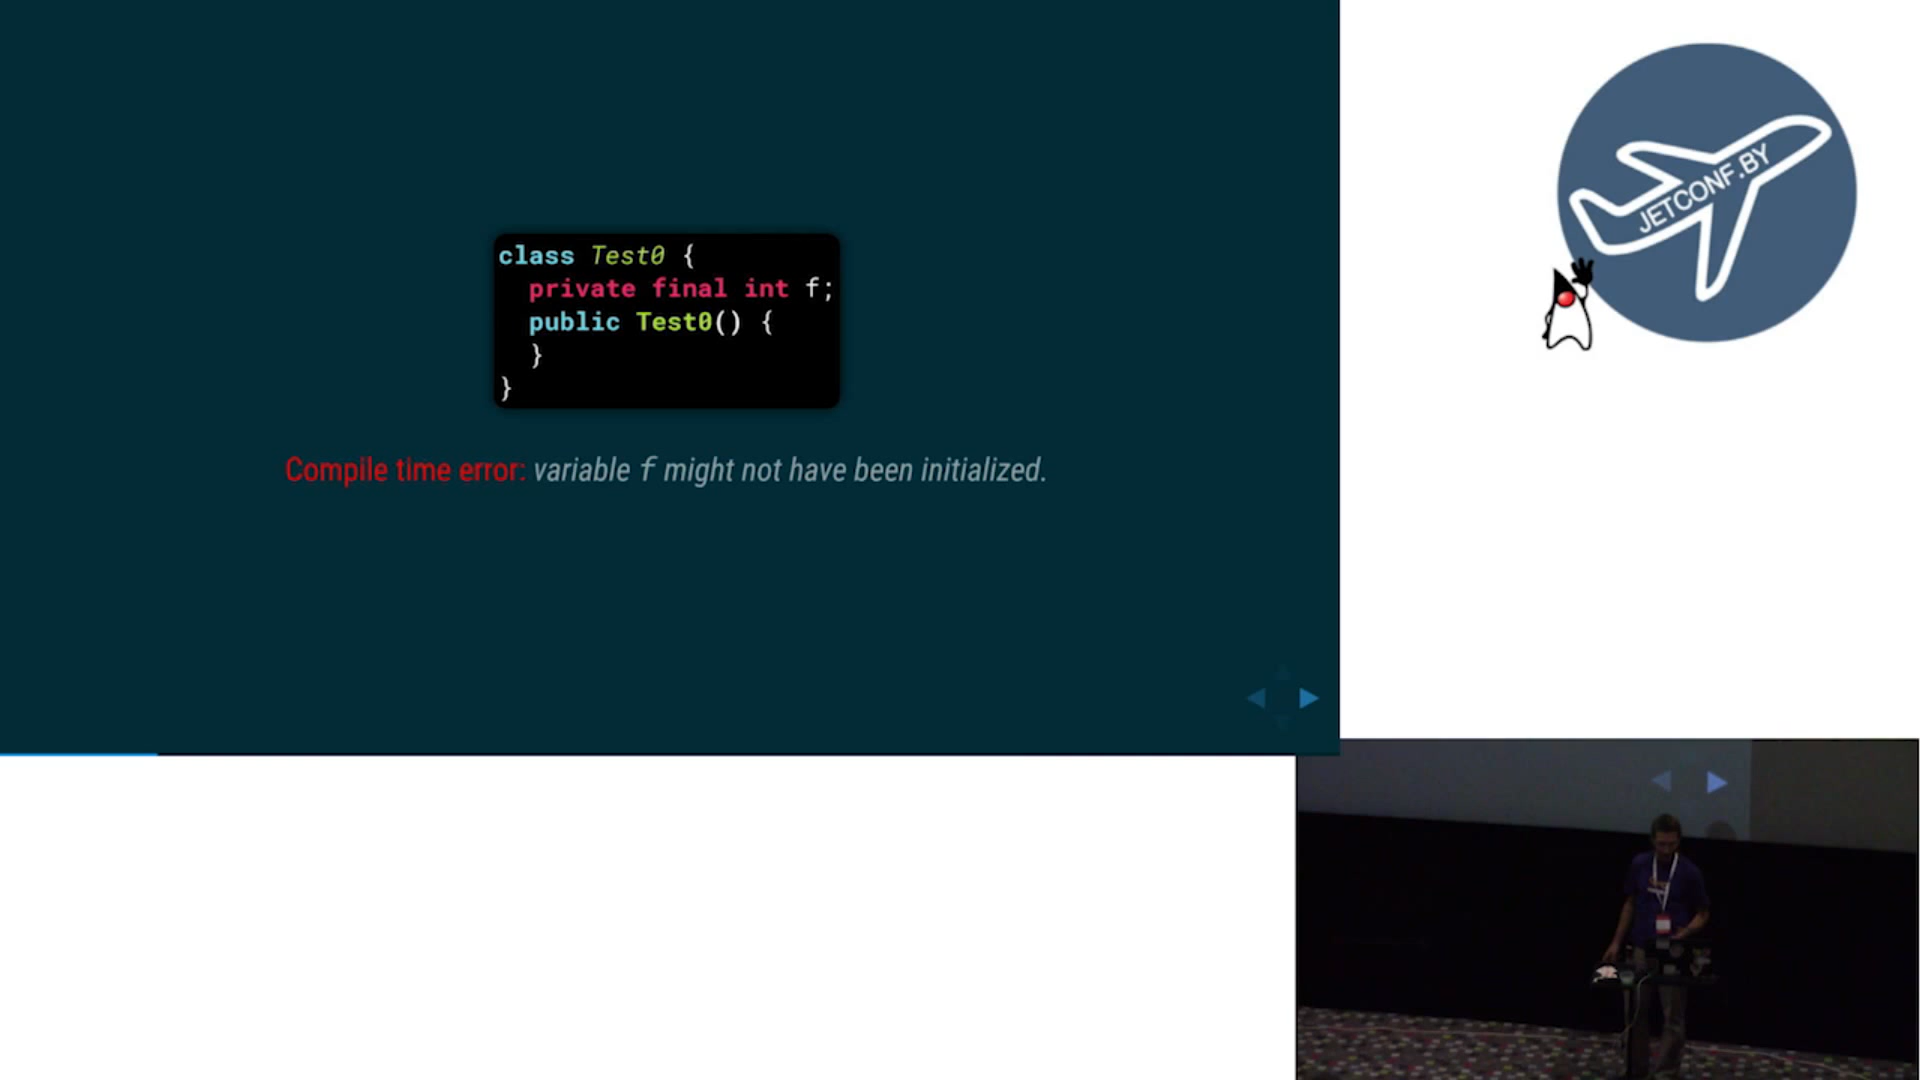 class Test0 {
private final int f;
public Test0() {
}
}
Compile time error: variable f might not have been initialized.
JETCONF.BY